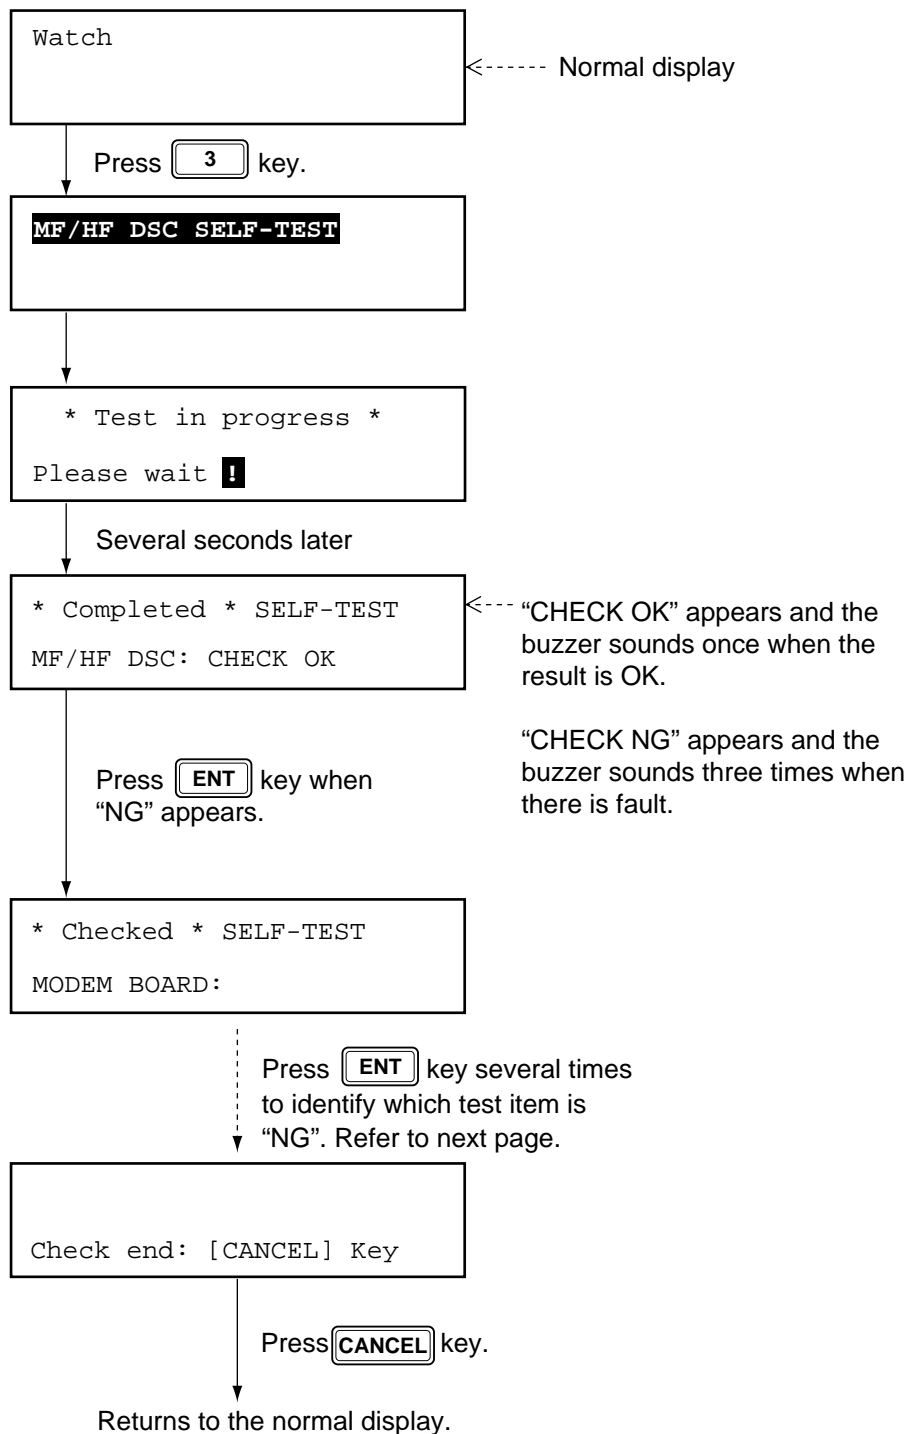 Watch
Normal display
Press 3 key.
MF/HF DSC SELF-TEST
* Test in progress *
Please wait !
Several seconds later
* Completed * SELF-TEST
MF/HF DSC: CHECK OK
“CHECK OK” appears and the
buzzer sounds once when the
result is OK.
“CHECK NG” appears and the
buzzer sounds three times when
there is fault.
Press ENT key when
“NG” appears.
* Checked * SELF-TEST
MODEM BOARD:
Press ENT key several times
to identify which test item is
“NG”. Refer to next page.
Check end: [CANCEL] Key
Press CANCEL key.
Returns to the normal display.